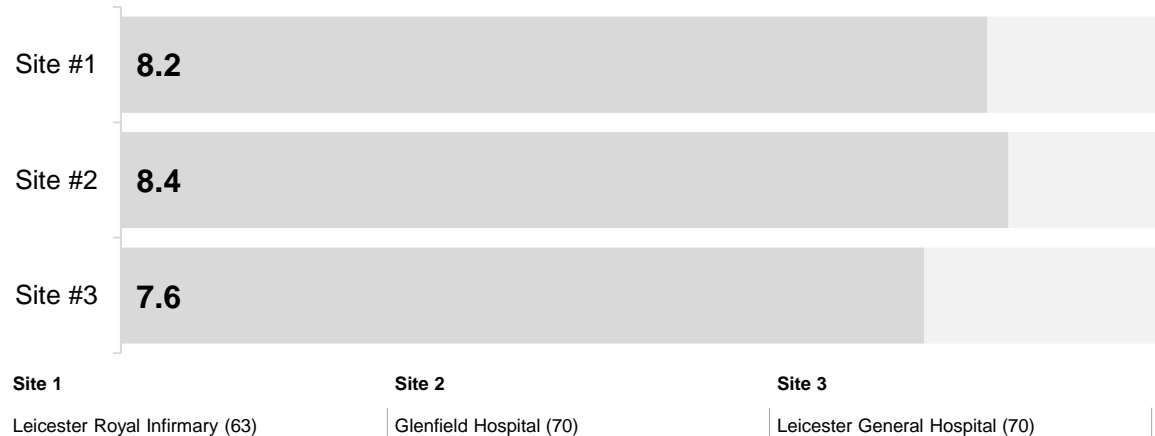 Site #1 8.2
Site #2 8.4
Site #3 7.6
Site 1 Site 2 Site 3
Leicester Royal Infirmary (63) Glenfield Hospital (70) Leicester General Hospital (70)